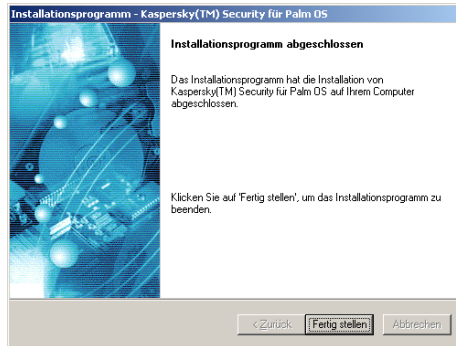 Installationsprogramm - Kaspersky(TM) Security für Palm OS
Installationsprogramm abgeschlossen
Das Installationsprogramm hat die Installation von
Kaspersky(TM) Security für Palm OS auf Ihrem Computer
abgeschlossen.
Klicken Sie auf 'Fertig stellen', um das Installationsprogramm zu
beenden.
< Zurück Fertig stellen Abbrechen